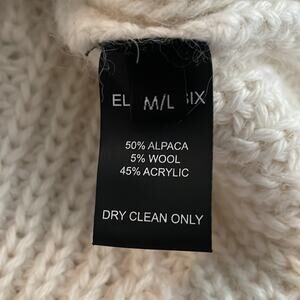 EL M/L SIX
50% ALPACA
5% WOOL
45% ACRYLIC
DRY CLEAN ONLY